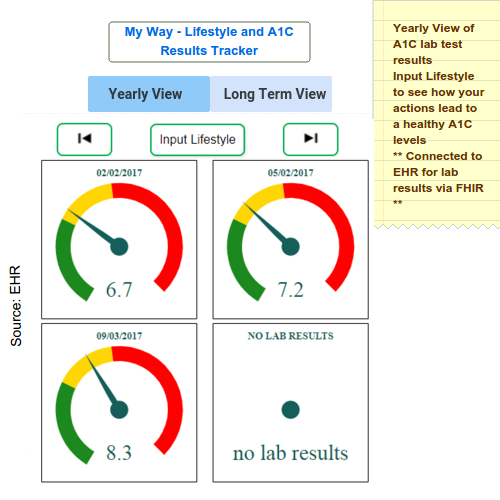 My Way - Lifestyle and A1C
Results Tracker
Yearly View
Long Term View
Input Lifestyle
Source: EHR
02/02/2017
6.7
05/02/2017
7.2
09/03/2017
8.3
NO LAB RESULTS
no lab results
Yearly View of
A1C lab test
results
Input Lifestyle
to see how your
actions lead to
a healthy A1C
levels
** Connected to
EHR for lab
results via FHIR
**